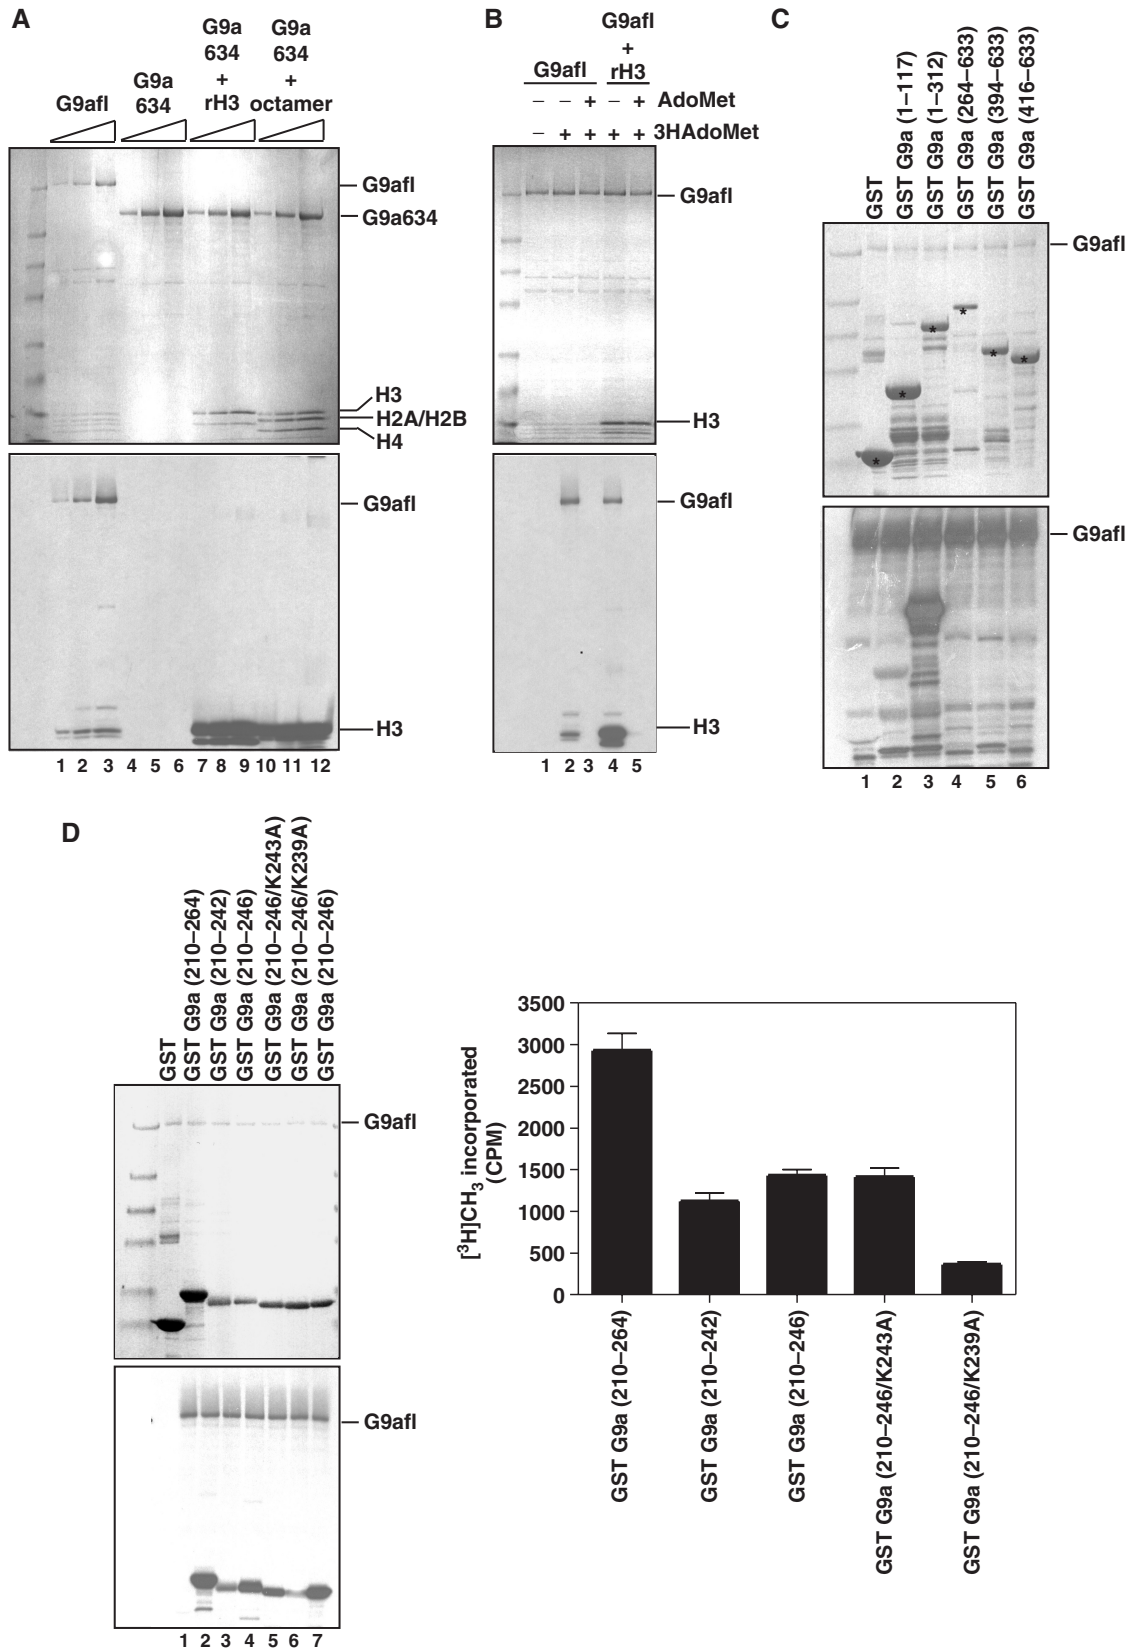 A
G9afl
G9a
634
G9a
634
+
rH3
G9a
634
+
octamer
G9afl
G9a634
H3
H2A/H2B
H4
G9afl
H3
1 2 3 4 5 6 7 8 9 10 11 12
B
G9afl
G9afl
+
rH3
– – + – + AdoMet
– + + + + 3HAdoMet
G9afl
H3
G9afl
H3
1 2 3 4 5
C
GST
GST G9a (1–117)
GST G9a (1–312)
GST G9a (264–633)
GST G9a (394–633)
GST G9a (416–633)
G9afl
* * * * * *
G9afl
1 2 3 4 5 6
D
GST
GST G9a (210–264)
GST G9a (210–242)
GST G9a (210–246)
GST G9a (210–246/K243A)
GST G9a (210–246/K239A)
GST G9a (210–246)
G9afl
G9afl
1 2 3 4 5 6 7
[³H]CH₃ incorporated
(CPM)
3500
3000
2500
2000
1500
1000
500
0
GST G9a (210–264)
GST G9a (210–242)
GST G9a (210–246)
GST G9a (210–246/K243A)
GST G9a (210–246/K239A)